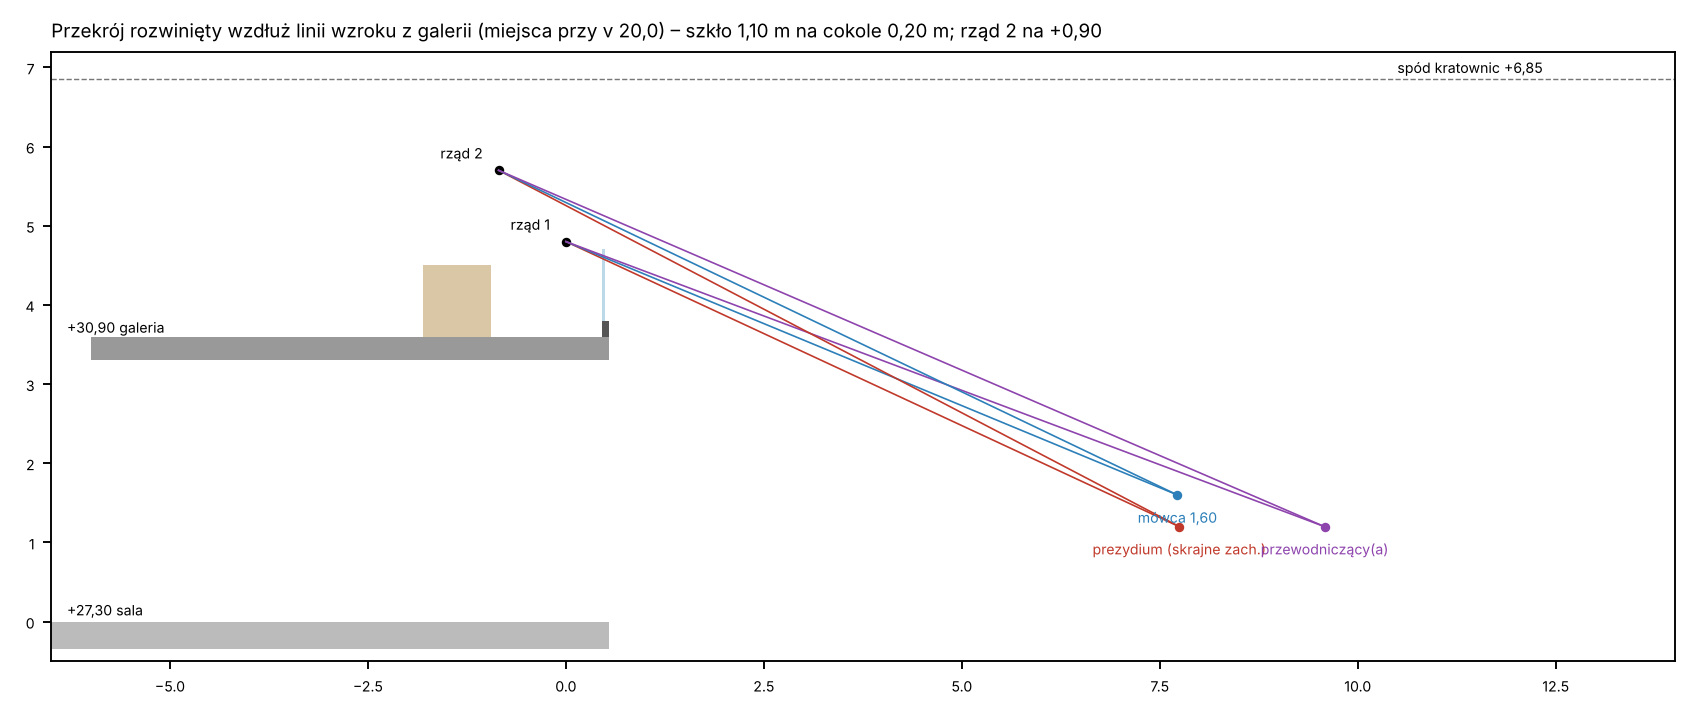 Przekrój rozwinięty wzdłuż linii wzroku z galerii (miejsca przy v 20,0) – szkło 1,10 m na cokole 0,20 m; rząd 2 na +0,90
7
spód kratownic +6,85
6
rząd 2
5
rząd 1
4
+30,90 galeria
3
2
mówca 1,60
1
prezydium (skrajne zach.)
przewodniczący(a)
+27,30 sala
0
−5.0
−2.5
0.0
2.5
5.0
7.5
10.0
12.5